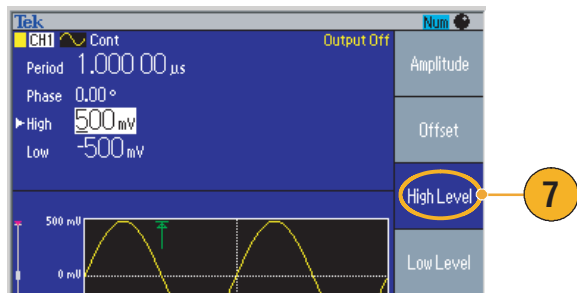 Tek
Num
CH1 Cont
Output Off
Period 1.000 00 µs
Phase 0.00 °
High 500 mV
Low -500 mV
Amplitude
Offset
High Level
Low Level
7
500 mV
0 mV